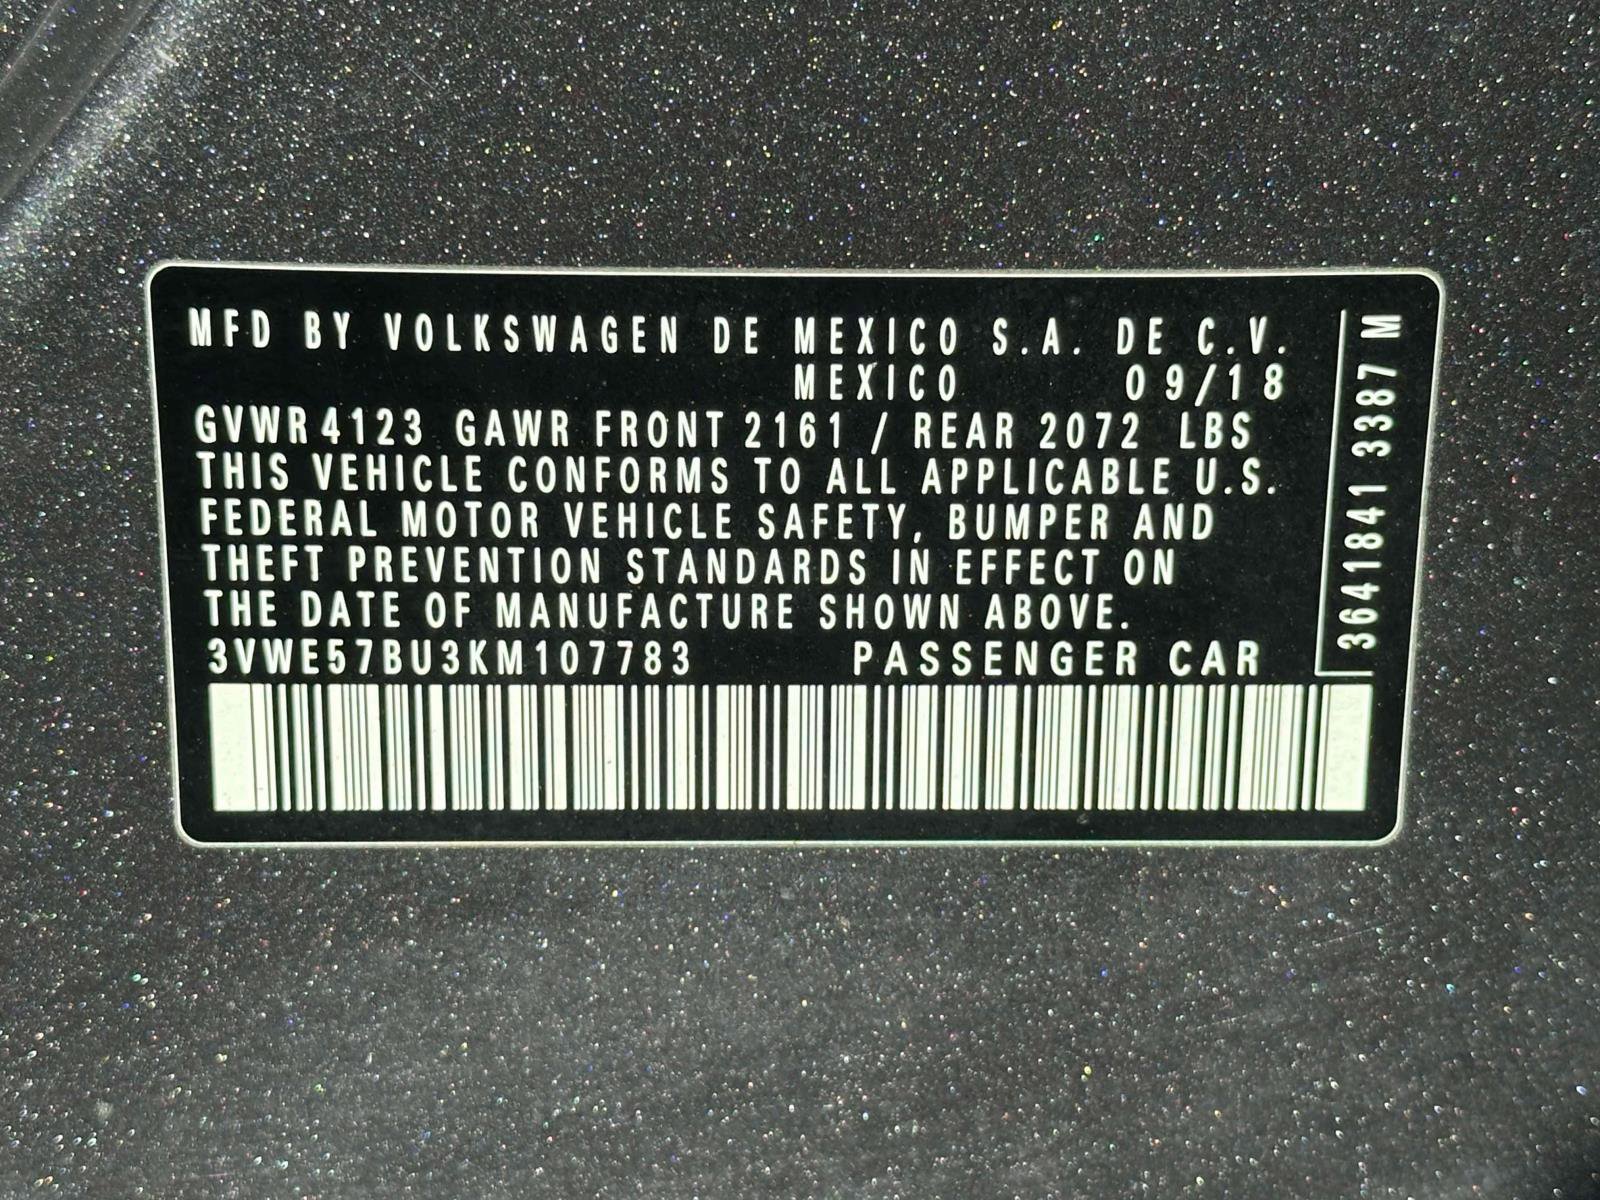 MFD BY VOLKSWAGEN DE MEXICO S.A. DE C.V.
MEXICO 09/18
GVWR 4123 GAWR FRONT 2161 / REAR 2072 LBS
THIS VEHICLE CONFORMS TO ALL APPLICABLE U.S.
FEDERAL MOTOR VEHICLE SAFETY, BUMPER AND
THEFT PREVENTION STANDARDS IN EFFECT ON
THE DATE OF MANUFACTURE SHOWN ABOVE.
3VWE57BU3KM107783 PASSENGER CAR
3641841 3387 M